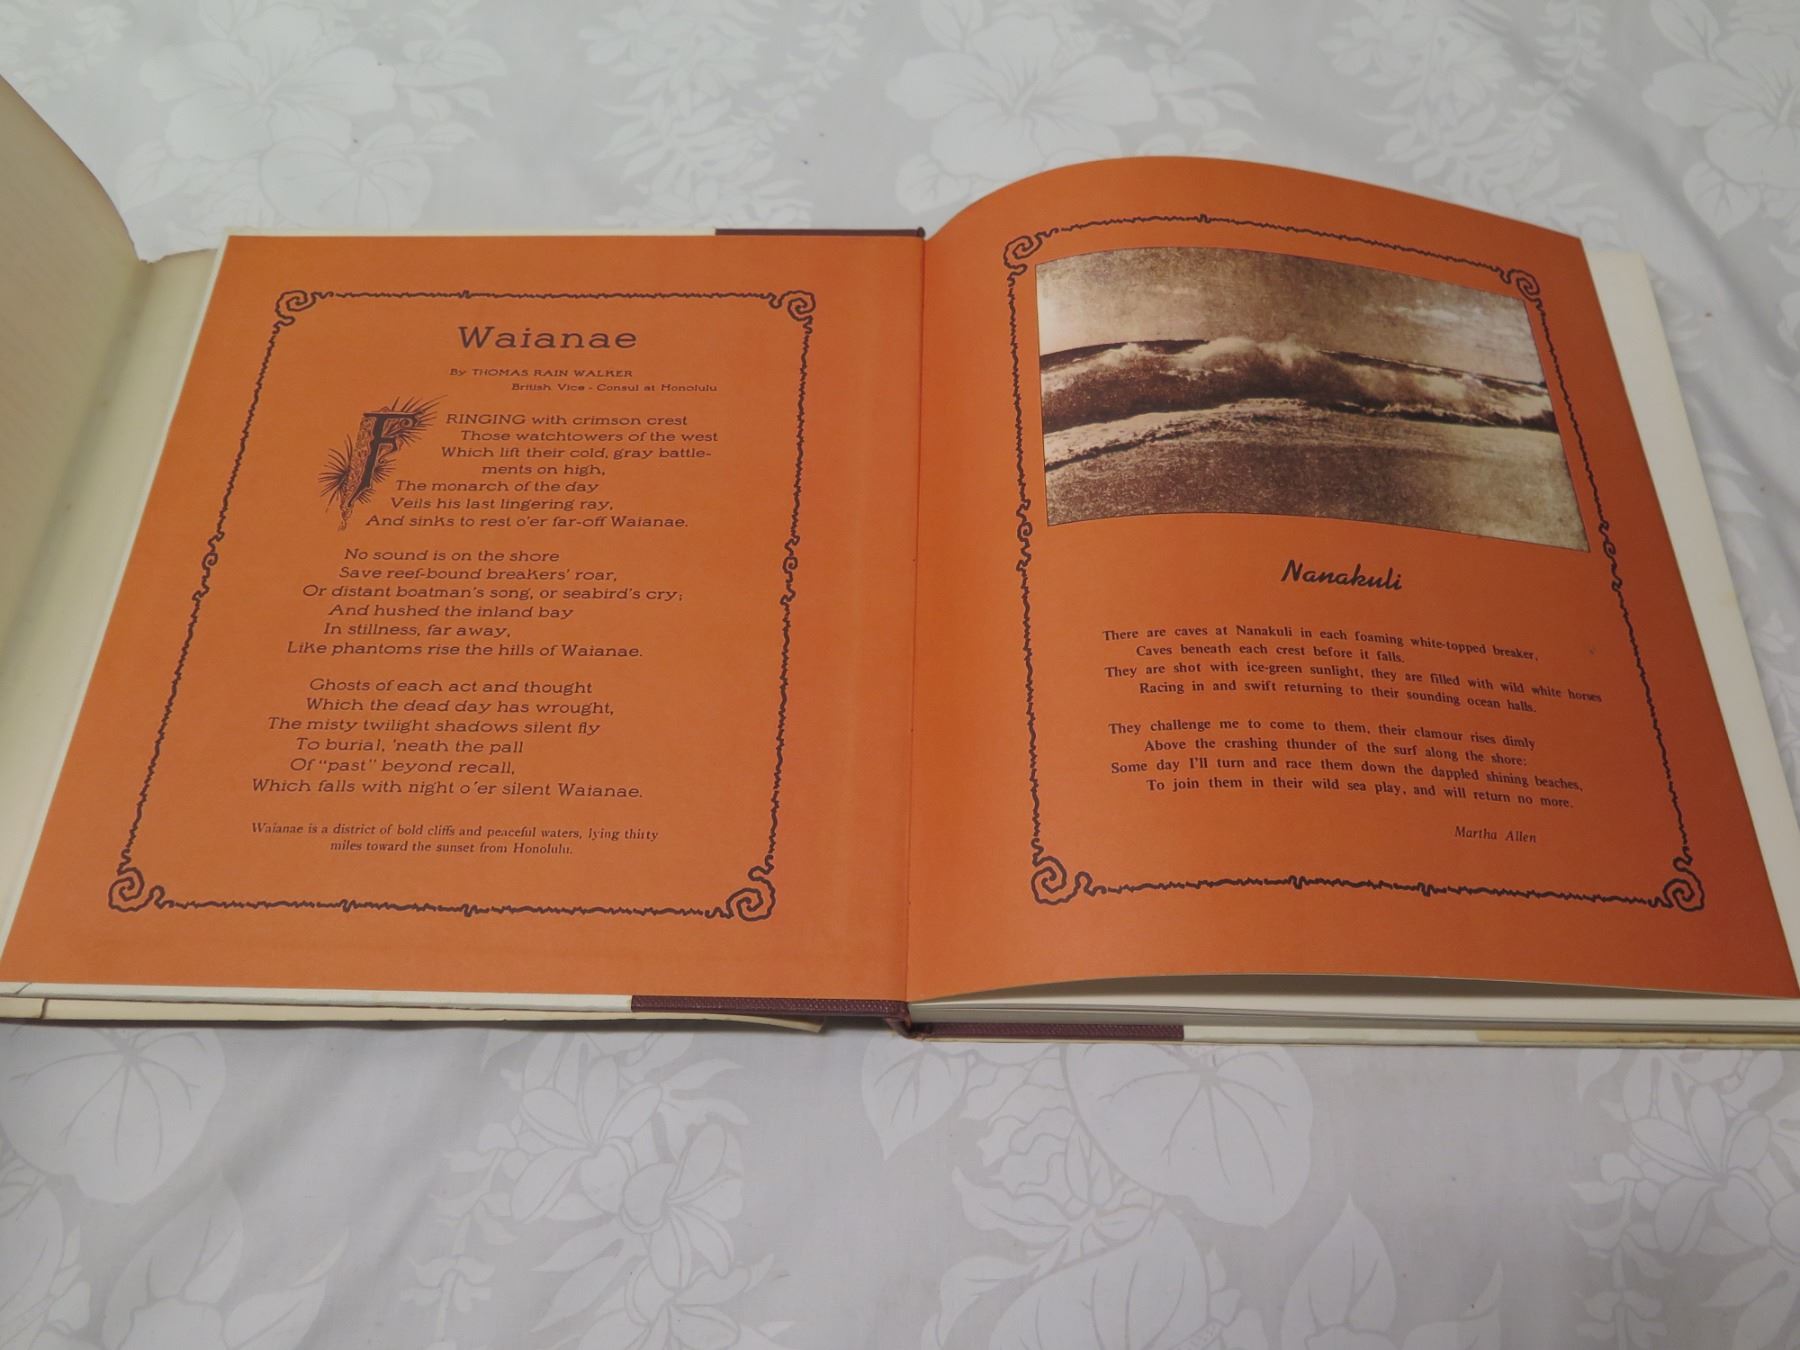 Waianae
By THOMAS RAIN WALKER
British Vice - Consul at Honolulu
FRINGING with crimson crest
Those watchtowers of the west
Which lift their cold, gray battle-
ments on high,
The monarch of the day
Veils his last lingering ray,
And sinks to rest o'er far-off Waianae.
No sound is on the shore
Save reef-bound breakers' roar,
Or distant boatman's song, or seabird's cry;
And hushed the inland bay
In stillness, far away,
Like phantoms rise the hills of Waianae.
Ghosts of each act and thought
Which the dead day has wrought,
The misty twilight shadows silent fly
To burial, 'neath the pall
Of "past" beyond recall,
Which falls with night o'er silent Waianae.
Waianae is a district of bold cliffs and peaceful waters, lying thirty
miles toward the sunset from Honolulu.
Nanakuli
There are caves at Nanakuli in each foaming white-topped breaker,
Caves beneath each crest before it falls.
They are shot with ice-green sunlight, they are filled with wild white horses
Racing in and swift returning to their sounding ocean halls.
They challenge me to come to them, their clamour rises dimly
Above the crashing thunder of the surf along the shore:
Some day I'll turn and race them down the dappled shining beaches,
To join them in their wild sea play, and will return no more.
Martha Allen